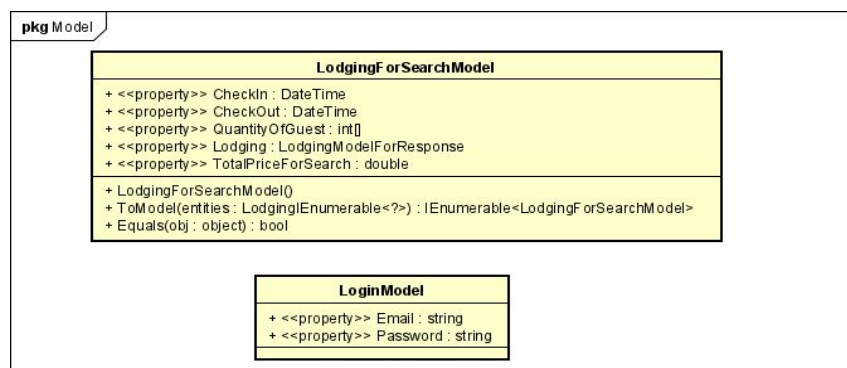 pkg Model
LodgingForSearchModel
+ <<property>> CheckIn : DateTime
+ <<property>> CheckOut : DateTime
+ <<property>> QuantityOfGuest : int[]
+ <<property>> Lodging : LodgingModelForResponse
+ <<property>> TotalPriceForSearch : double
+ LodgingForSearchModel()
+ ToModel(entities : LodgingIEnumerable<?>) : IEnumerable<LodgingForSearchModel>
+ Equals(obj : object) : bool
LoginModel
+ <<property>> Email : string
+ <<property>> Password : string